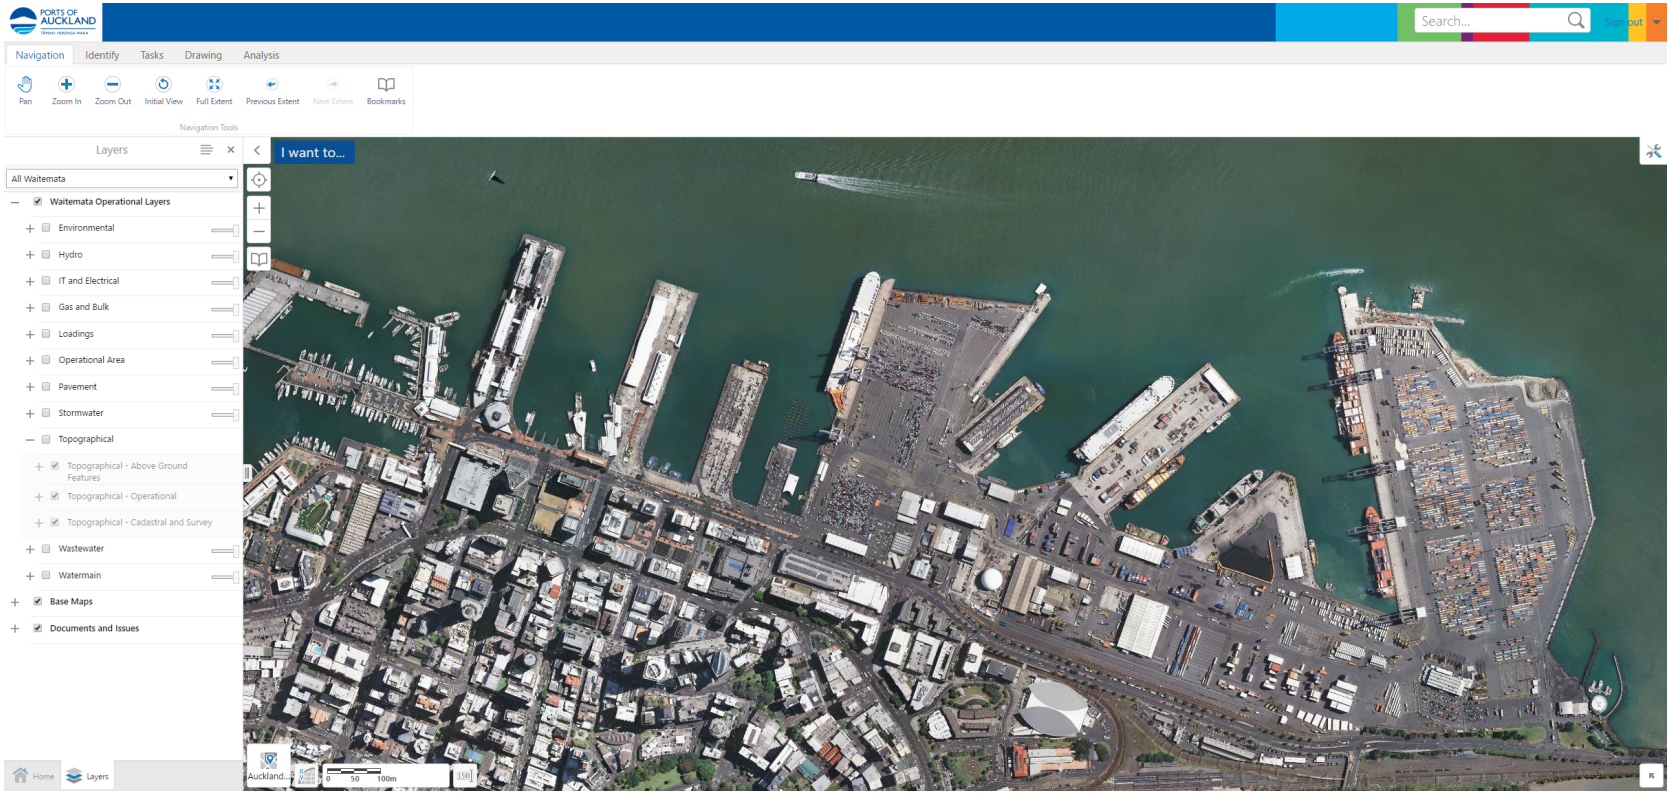 PORTS OF
AUCKLAND
Search...
Sign out
Navigation
Identify
Tasks
Drawing
Analysis
Pan
Zoom In
Zoom Out
Initial View
Full Extent
Previous Extent
Next Extent
Bookmarks
Navigation Tools
Layers
I want to...
All Waitemata
Waitemata Operational Layers
Environmental
Hydro
IT and Electrical
Gas and Bulk
Loadings
Operational Area
Pavement
Stormwater
Topographical
Topographical - Above Ground
Features
Topographical - Operational
Topographical - Cadastral and Survey
Wastewater
Watermain
Base Maps
Documents and Issues
Home
Layers
Auckland...
0 50 100m